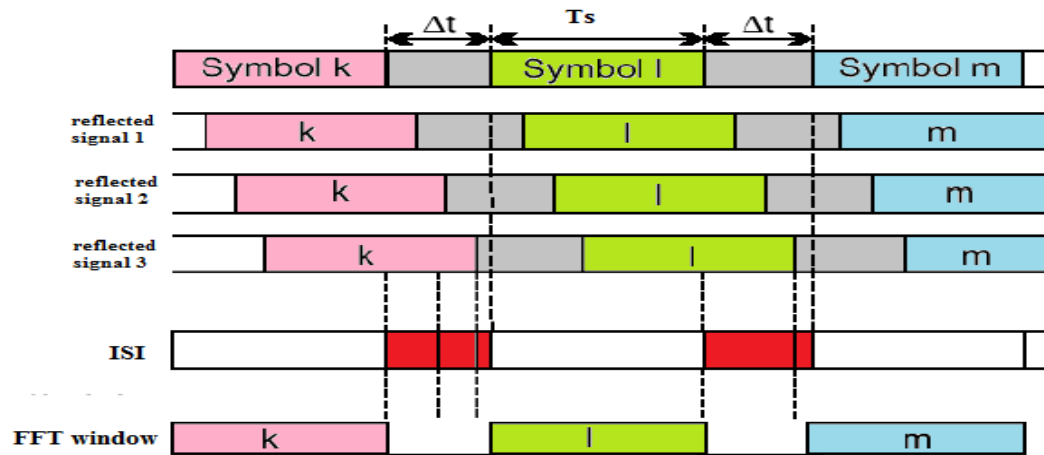 Δt Ts Δt
Symbol k Symbol l Symbol m
reflected
signal 1
k l m
reflected
signal 2
k l m
reflected
signal 3
k l m
ISI
FFT window
k l m